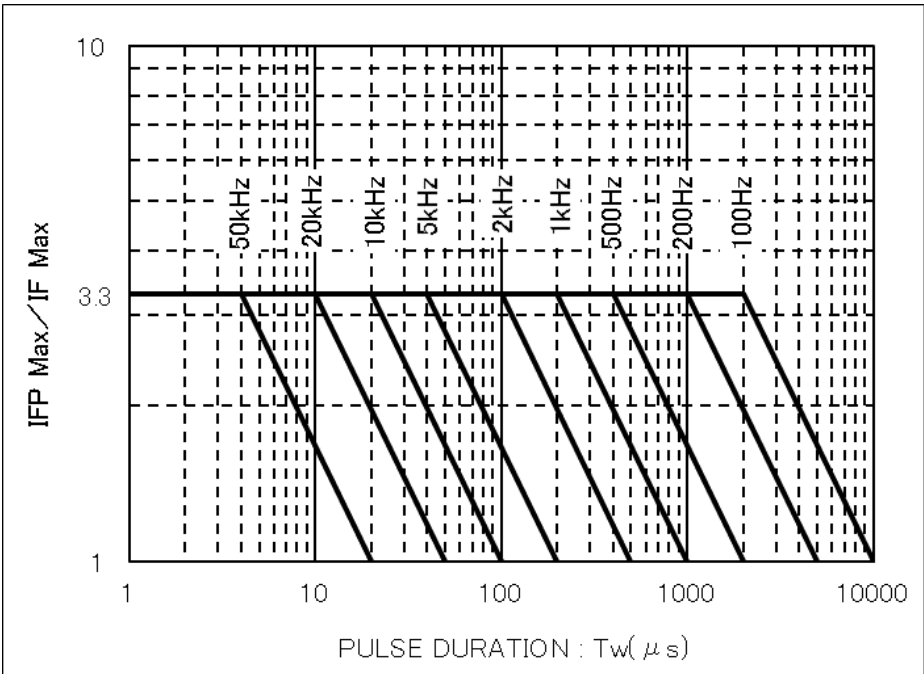 10
50kHz 20kHz 10kHz 5kHz 2kHz 1kHz 500Hz 200Hz 100Hz
IFP Max/IF Max
3.3
1
1 10 100 1000 10000
PULSE DURATION : Tw(μs)